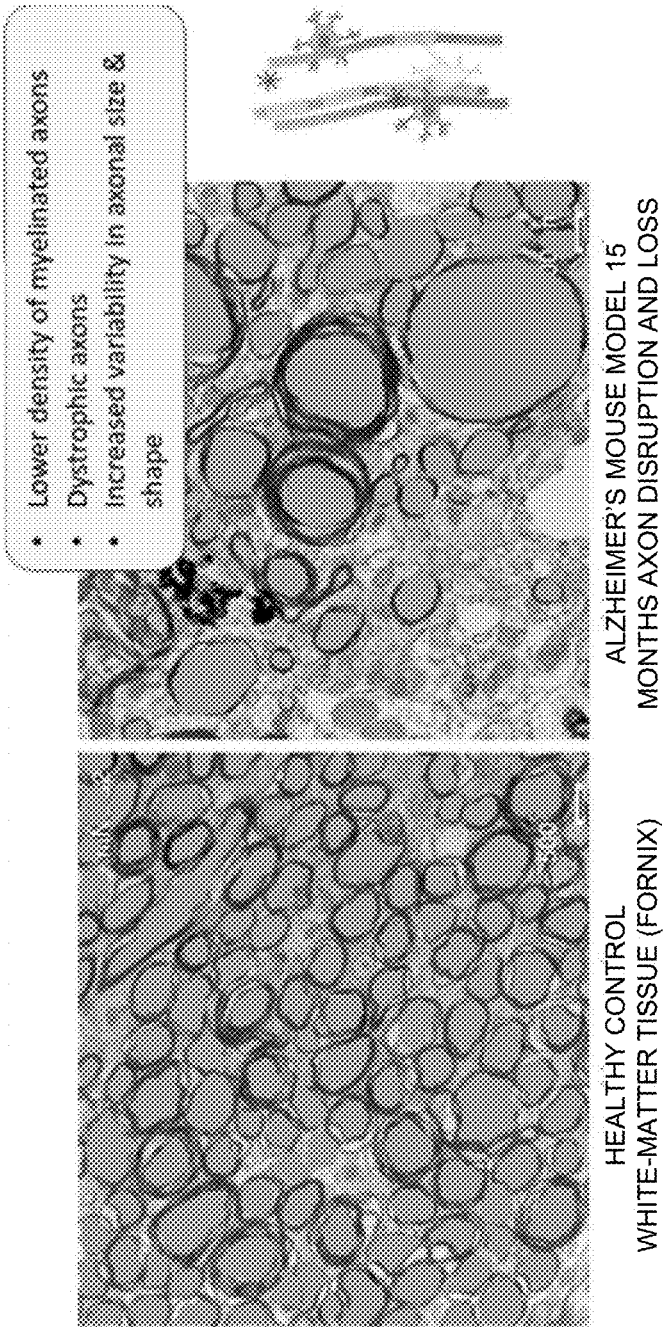 • Lower density of myelinated axons
• Dystrophic axons
• Increased variability in axonal size &
shape
HEALTHY CONTROL
WHITE-MATTER TISSUE (FORNIX)
ALZHEIMER'S MOUSE MODEL 15
MONTHS AXON DISRUPTION AND LOSS